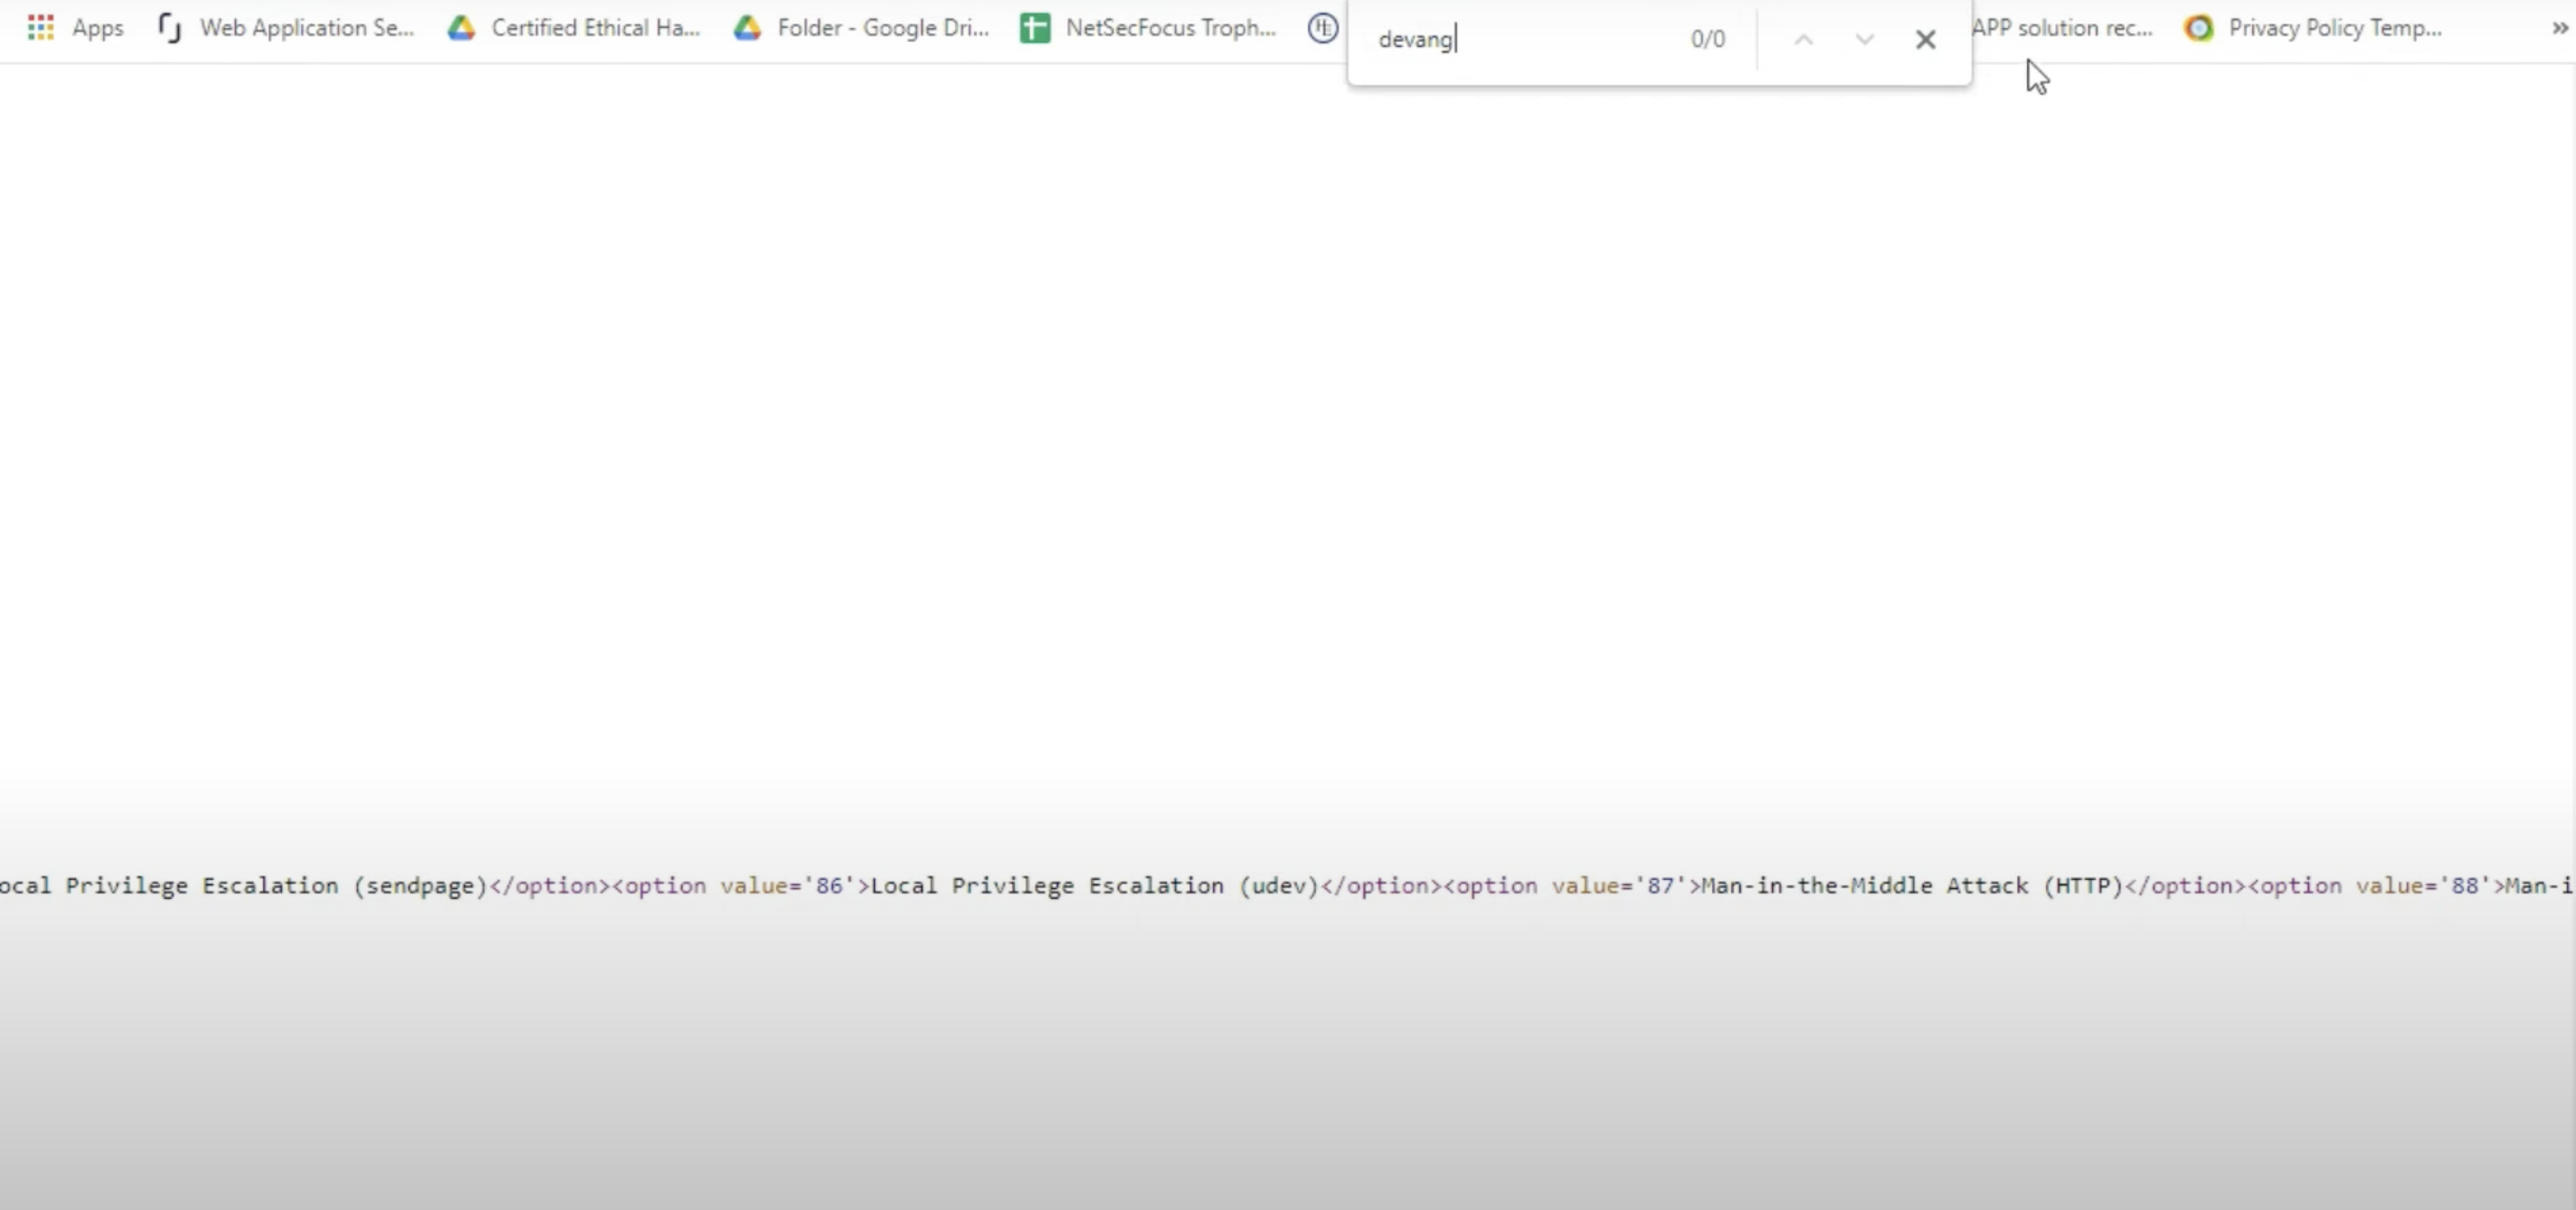 Apps Web Application Se... Certified Ethical Ha... Folder - Google Dri... NetSecFocus Troph... HE APP solution rec... Privacy Policy Temp... »
devang 0/0
ocal Privilege Escalation (sendpage)</option><option value='86'>Local Privilege Escalation (udev)</option><option value='87'>Man-in-the-Middle Attack (HTTP)</option><option value='88'>Man-i